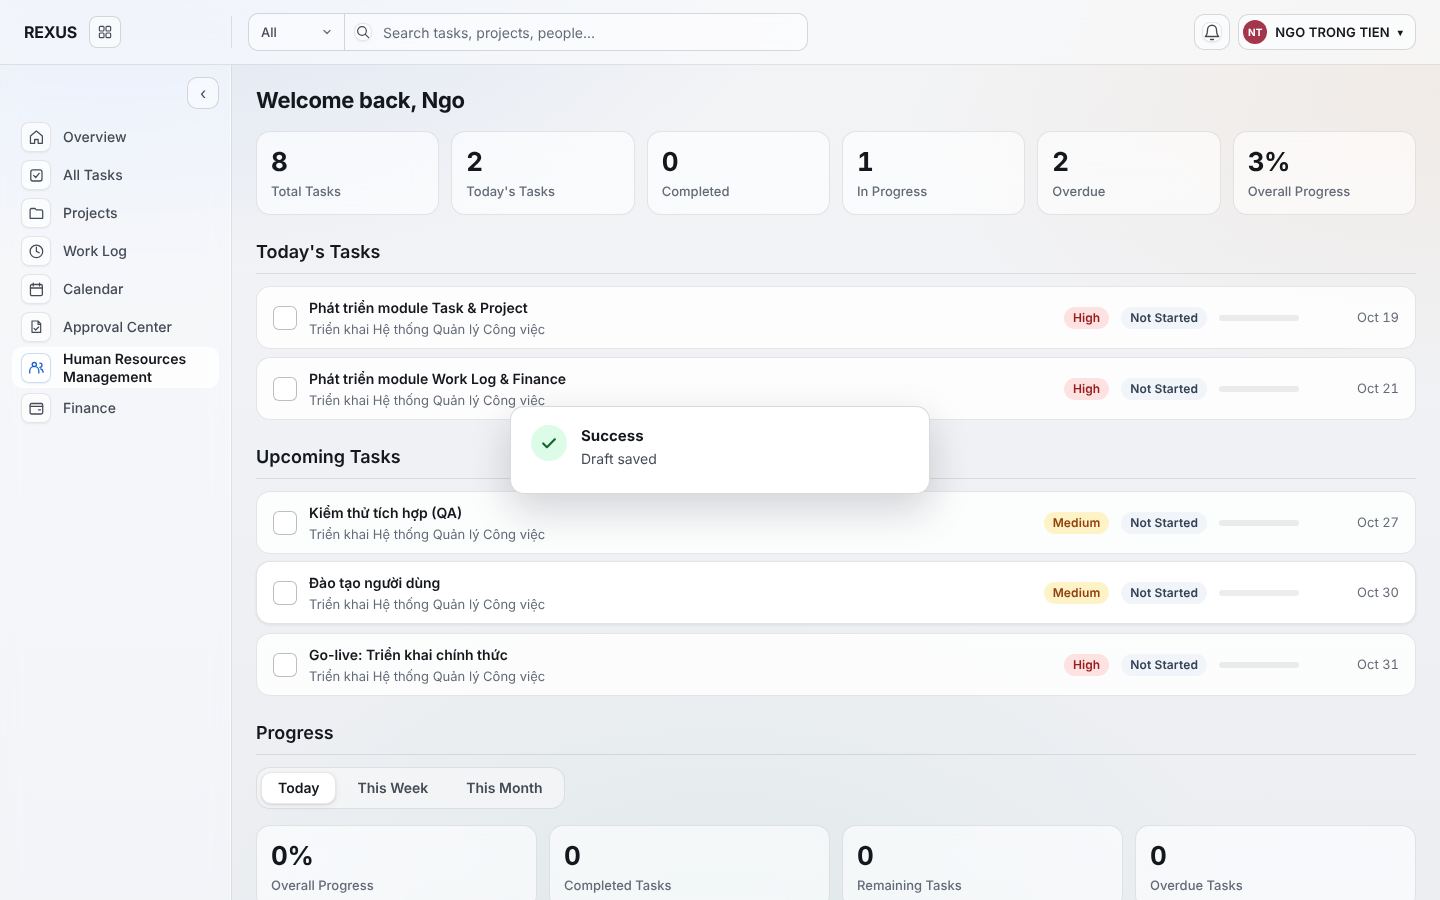 REXUS
All
Search tasks, projects, people...
NT
NGO TRONG TIEN
Overview
All Tasks
Projects
Work Log
Calendar
Approval Center
Human Resources
Management
Finance
Welcome back, Ngo
8
Total Tasks
2
Today's Tasks
0
Completed
1
In Progress
2
Overdue
3%
Overall Progress
Today's Tasks
Phát triển module Task & Project
Triển khai Hệ thống Quản lý Công việc
High
Not Started
Oct 19
Phát triển module Work Log & Finance
Triển khai Hệ thống Quản lý Công việc
High
Not Started
Oct 21
Success
Draft saved
Upcoming Tasks
Kiểm thử tích hợp (QA)
Triển khai Hệ thống Quản lý Công việc
Medium
Not Started
Oct 27
Đào tạo người dùng
Triển khai Hệ thống Quản lý Công việc
Medium
Not Started
Oct 30
Go-live: Triển khai chính thức
Triển khai Hệ thống Quản lý Công việc
High
Not Started
Oct 31
Progress
Today
This Week
This Month
0%
Overall Progress
0
Completed Tasks
0
Remaining Tasks
0
Overdue Tasks